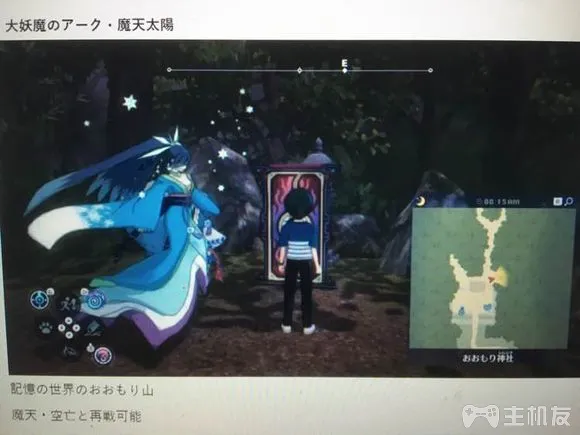 大妖魔のアーク・魔天太陽
E
00:15AM
おおもり神社
記憶の世界のおおもり山
魔天・空亡と再戦可能
主机友